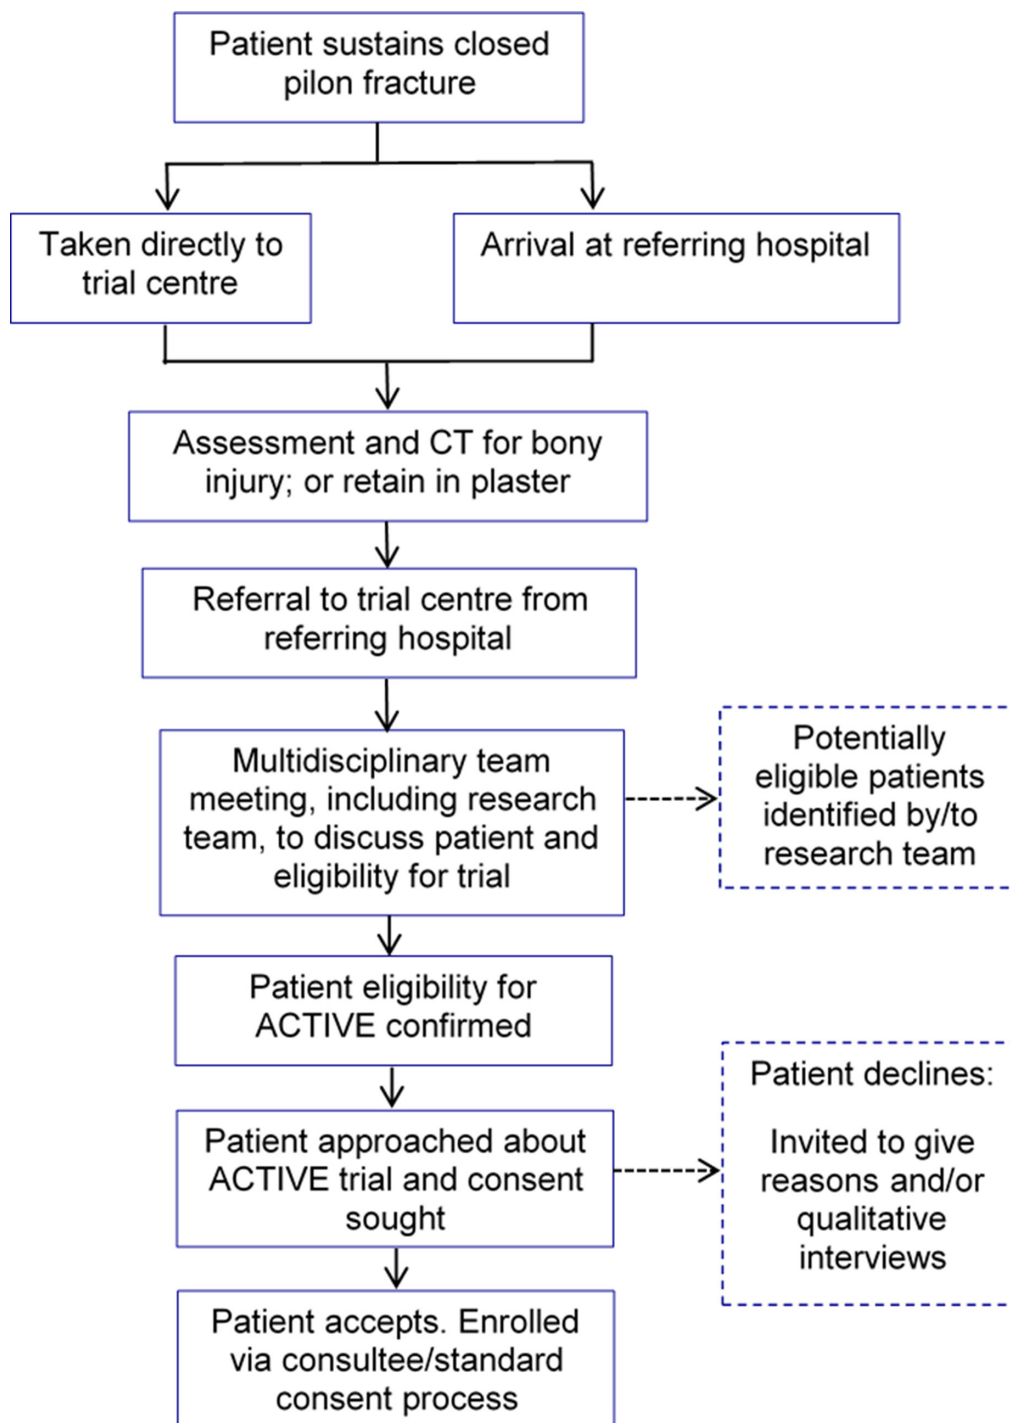 Patient sustains closed
pilon fracture
Taken directly to
trial centre
Arrival at referring hospital
Assessment and CT for bony
injury; or retain in plaster
Referral to trial centre from
referring hospital
Multidisciplinary team
meeting, including research
team, to discuss patient and
eligibility for trial
Potentially
eligible patients
identified by/to
research team
Patient eligibility for
ACTIVE confirmed
Patient approached about
ACTIVE trial and consent
sought
Patient declines:
Invited to give
reasons and/or
qualitative
interviews
Patient accepts. Enrolled
via consultee/standard
consent process